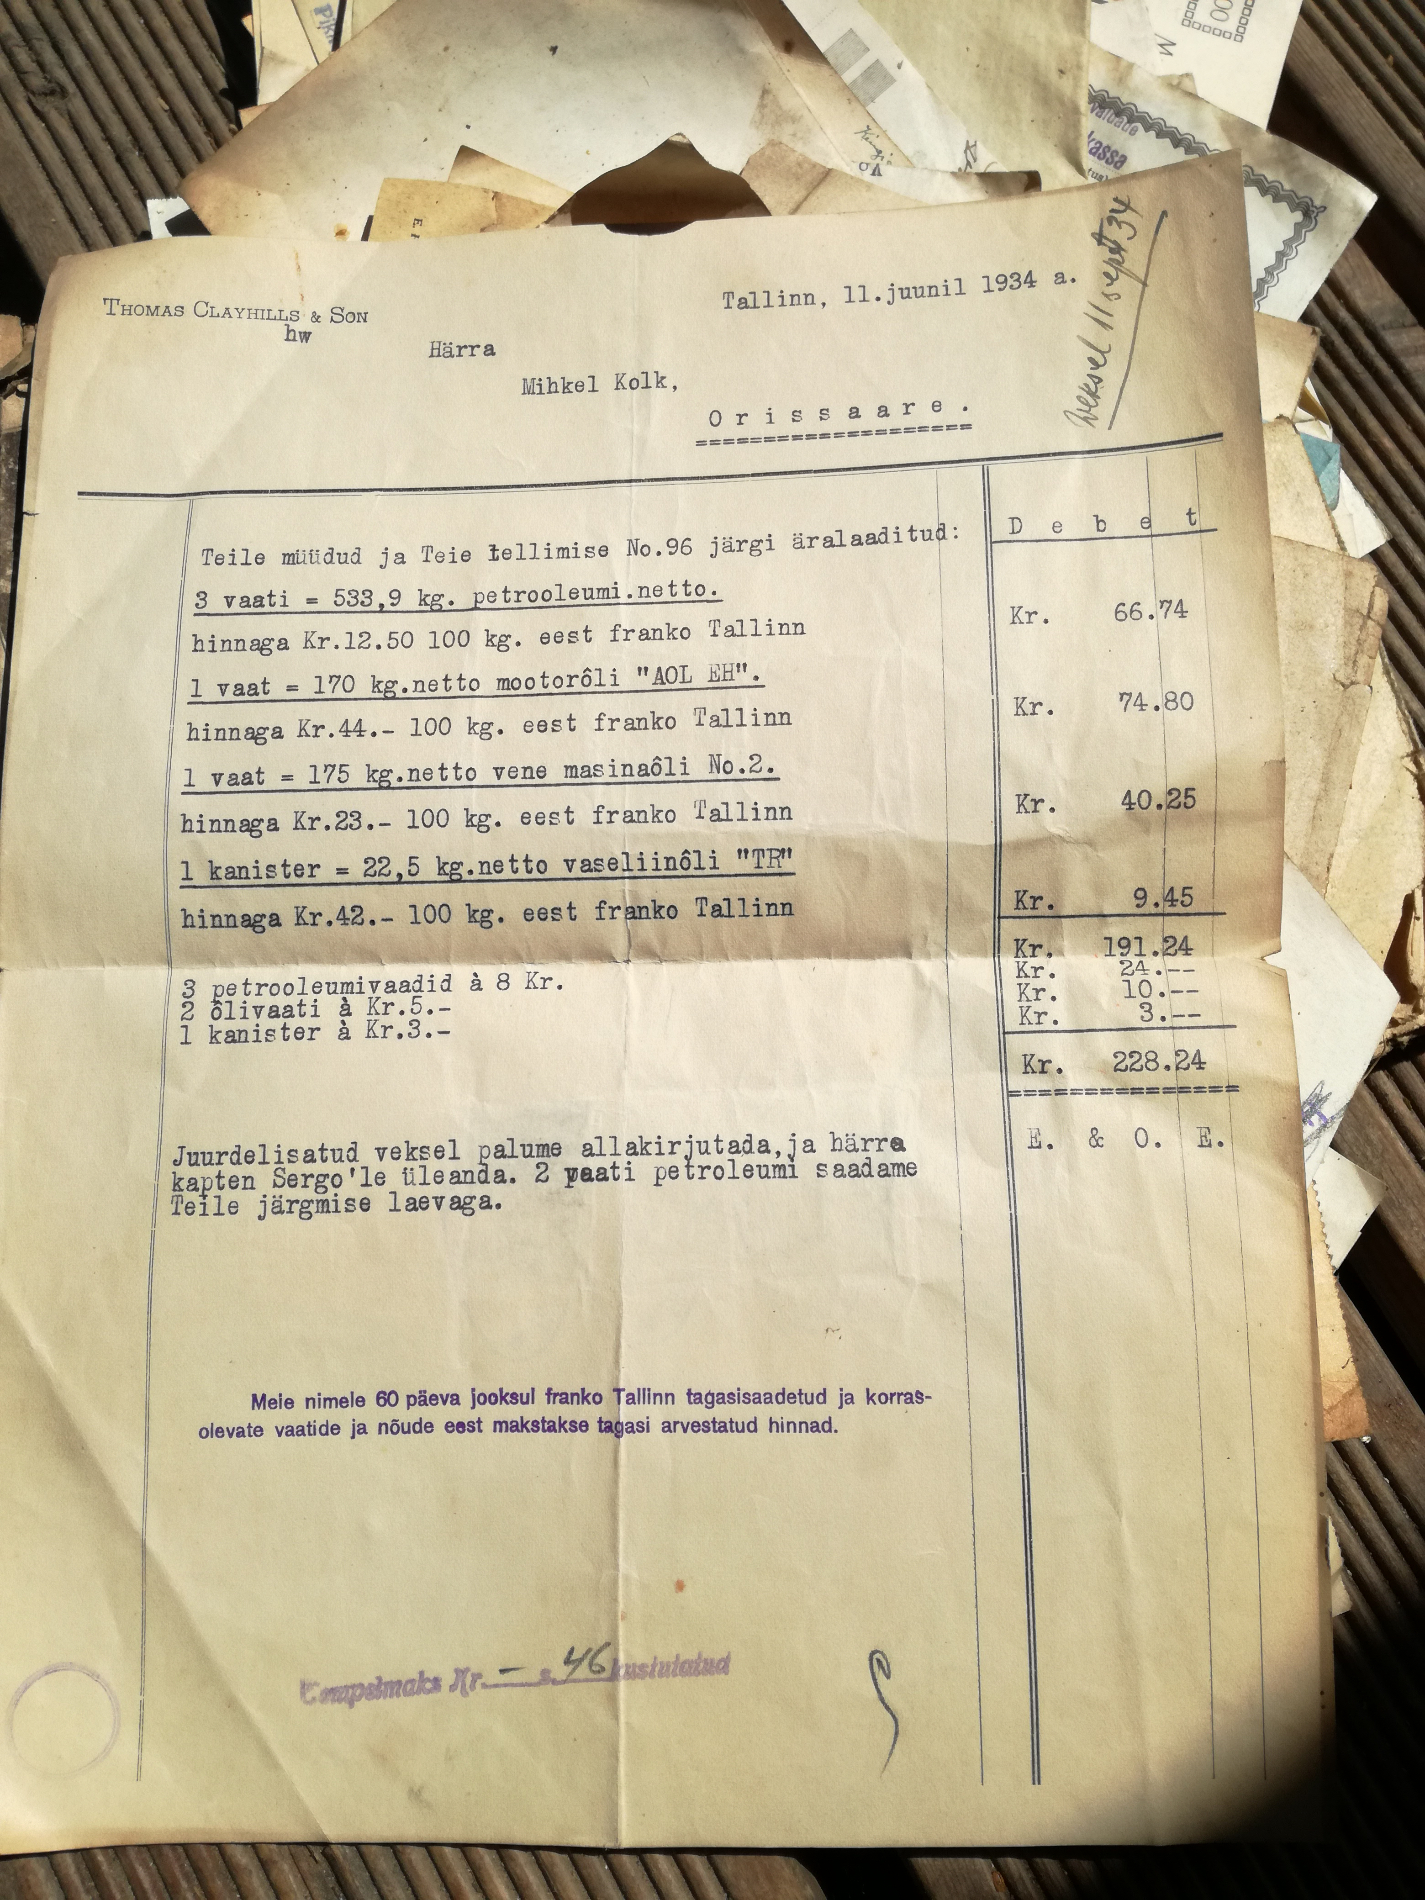 THOMAS CLAYHILLS & SON
hw
Tallinn, 11.juunil 1934 a.
Härra
Mihkel Kolk,
Orissaare.
veksel 11 sept 34
Debet
Teile müüdud ja Teie tellimise No.96 järgi äralaaditud:
3 vaati = 533,9 kg. petrooleumi.netto.
hinnaga Kr.12.50 100 kg. eest franko Tallinn Kr. 66.74
1 vaat = 170 kg.netto mootorôli "AOL EH".
hinnaga Kr.44.- 100 kg. eest franko Tallinn Kr. 74.80
1 vaat = 175 kg.netto vene masinaôli No.2.
hinnaga Kr.23.- 100 kg. eest franko Tallinn Kr. 40.25
1 kanister = 22,5 kg.netto vaseliinôli "TR"
hinnaga Kr.42.- 100 kg. eest franko Tallinn Kr. 9.45
Kr. 191.24
3 petrooleumivaadid à 8 Kr. Kr. 24.--
2 ôlivaati à Kr.5.- Kr. 10.--
1 kanister à Kr.3.- Kr. 3.--
Kr. 228.24
E. & O. E.
Juurdelisatud veksel palume allakirjutada,ja härra
kapten Sergo'le üleanda. 2 vaati petroleumi saadame
Teile järgmise laevaga.
Meie nimele 60 päeva jooksul franko Tallinn tagasisaadetud ja korras-
olevate vaatide ja nõude eest makstakse tagasi arvestatud hinnad.
Tempelmaks Kr. - s. 46 kustutatud
kassa